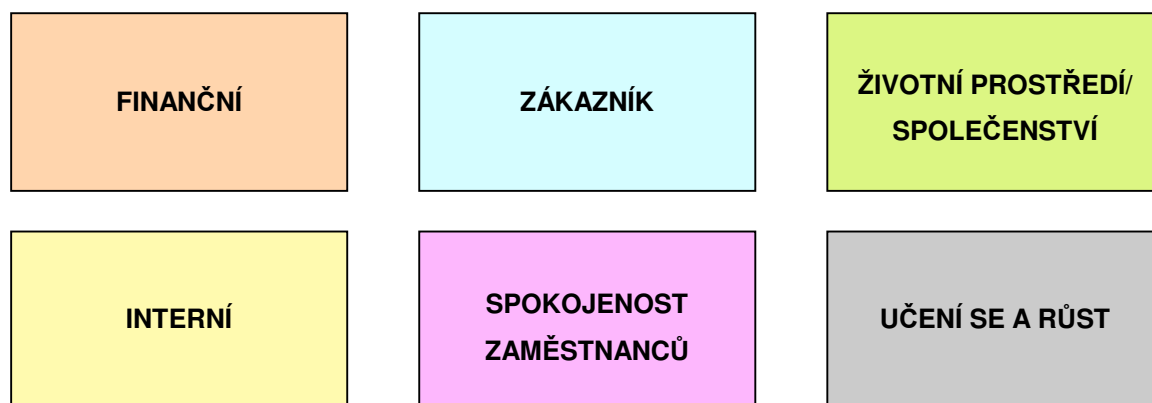 FINANČNÍ
ZÁKAZNÍK
ŽIVOTNÍ PROSTŘEDÍ/
SPOLEČENSTVÍ
INTERNÍ
SPOKOJENOST
ZAMĚSTNANCŮ
UČENÍ SE A RŮST